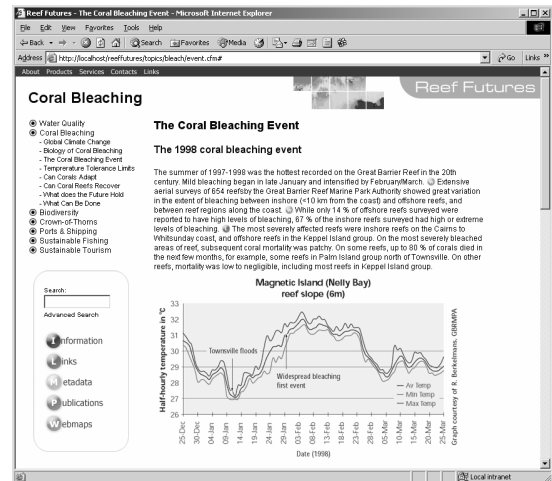 Reef Futures - The Coral Bleaching Event - Microsoft Internet Explorer
File Edit View Favorites Tools Help
Back Search Favorites Media
Address http://localhost/reeffutures/topics/bleach/event.cfm# Go Links »
About Products Services Contacts Links
Reef Futures
Coral Bleaching
Water Quality
Coral Bleaching
- Global Climate Change
- Biology of Coral Bleaching
- The Coral Bleaching Event
- Temprerature Tolerance Limits
- Can Corals Adapt
- Can Coral Reefs Recover
- What does the Future Hold
- What Can Be Done
Biodiversity
Crown-of-Thorns
Ports & Shipping
Sustainable Fishing
Sustainable Tourism
Search:
Advanced Search
Information
Links
Metadata
Publications
Webmaps
The Coral Bleaching Event
The 1998 coral bleaching event
The summer of 1997-1998 was the hottest recorded on the Great Barrier Reef in the 20th
century. Mild bleaching began in late January and intensified by February/March. Extensive
aerial surveys of 654 reefsby the Great Barrier Reef Marine Park Authority showed great variation
in the extent of bleaching between inshore (<10 km from the coast) and offshore reefs, and
between reef regions along the coast. While only 14 % of offshore reefs surveyed were
reported to have high levels of bleaching, 67 % of the inshore reefs surveyed had high or extreme
levels of bleaching. The most severely affected reefs were inshore reefs on the Cairns to
Whitsunday coast, and offshore reefs in the Keppel Island group. On the most severely bleached
areas of reef, subsequent coral mortality was patchy. On some reefs, up to 80 % of corals died in
the next few months, for example, some reefs in Palm Island group north of Townsville. On other
reefs, mortality was low to negligible, including most reefs in Keppel Island group.
Magnetic Island (Nelly Bay)
reef slope (6m)
Half-hourly temperature in °C
33
32
31
30
29
28
27
26
Townsville floods
Widespread bleaching
first event
Av Temp
Min Temp
Max Temp
Graph courtesy of R. Berkelmans, GBRMPA
25-Dec 30-Dec 04-Jan 09-Jan 14-Jan 19-Jan 24-Jan 29-Jan 03-Feb 08-Feb 13-Feb 18-Feb 23-Feb 28-Feb 05-Mar 10-Mar 15-Mar 20-Mar 25-Mar
Date (1998)
Local intranet